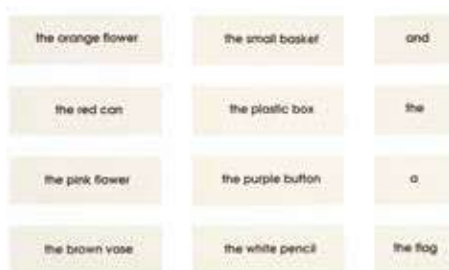 the orange flower
the small basket
and
the red can
the plastic box
the
the pink flower
the purple button
a
the brown vase
the white pencil
the flag